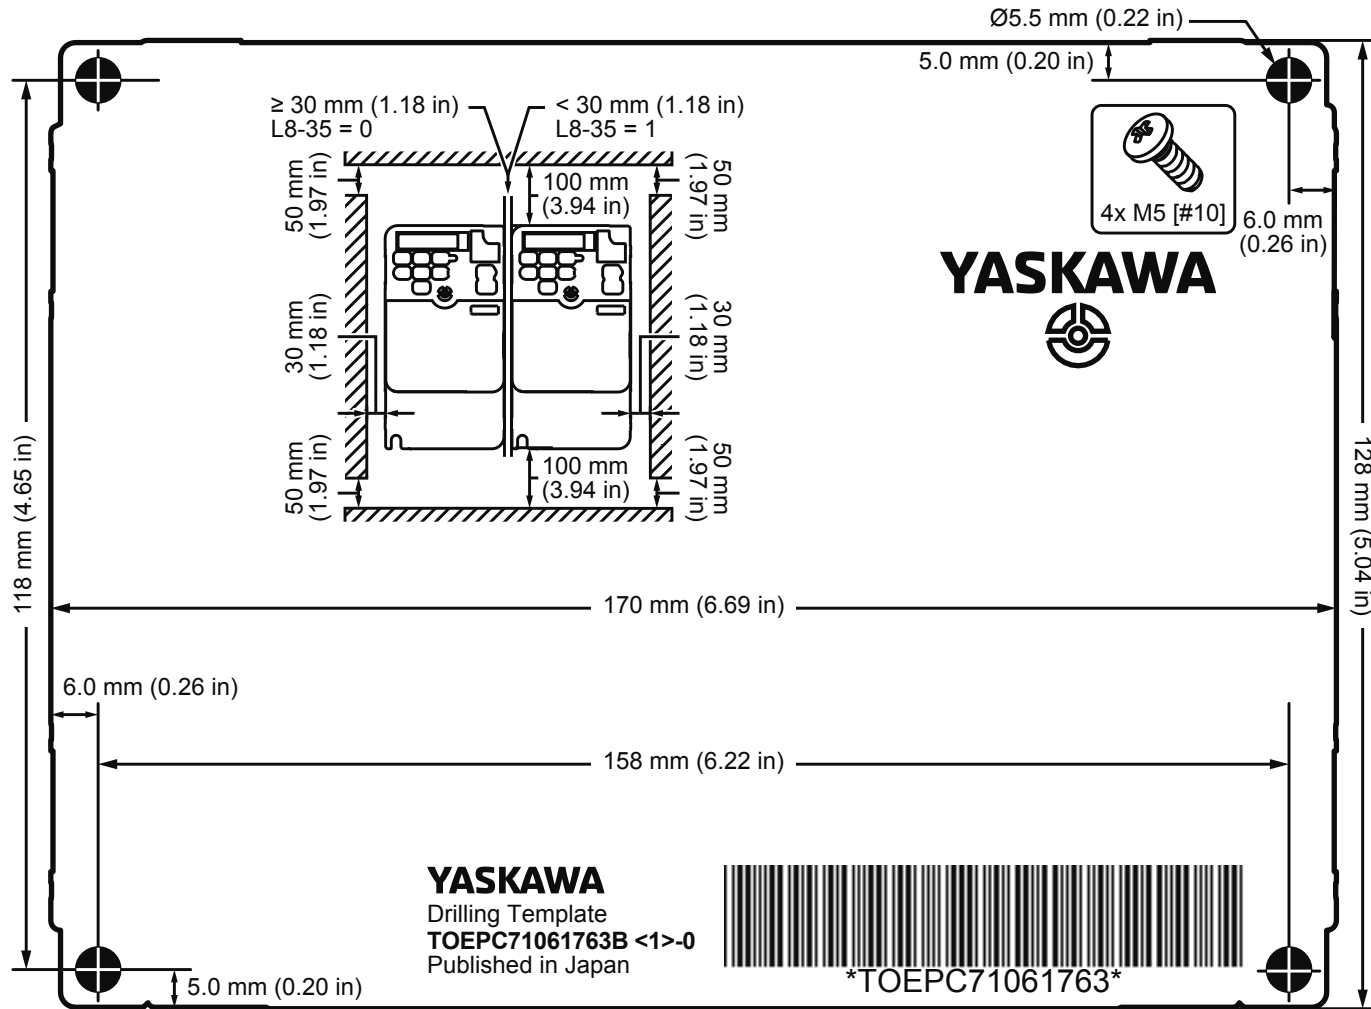 Ø5.5 mm (0.22 in)
5.0 mm (0.20 in)
≥ 30 mm (1.18 in)
L8-35 = 0
< 30 mm (1.18 in)
L8-35 = 1
50 mm
(1.97 in)
100 mm
(3.94 in)
50 mm
(1.97 in)
4x M5 [#10]
6.0 mm
(0.26 in)
YASKAWA
30 mm
(1.18 in)
30 mm
(1.18 in)
118 mm (4.65 in)
50 mm
(1.97 in)
100 mm
(3.94 in)
50 mm
(1.97 in)
128 mm (5.04 in)
170 mm (6.69 in)
6.0 mm (0.26 in)
158 mm (6.22 in)
YASKAWA
Drilling Template
TOEPC71061763B <1>-0
Published in Japan
*TOEPC71061763*
5.0 mm (0.20 in)